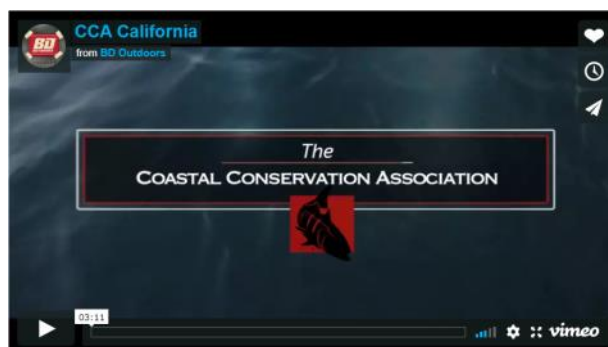 BD
CCA California
from BD Outdoors
The
COASTAL CONSERVATION ASSOCIATION
03:11
vimeo